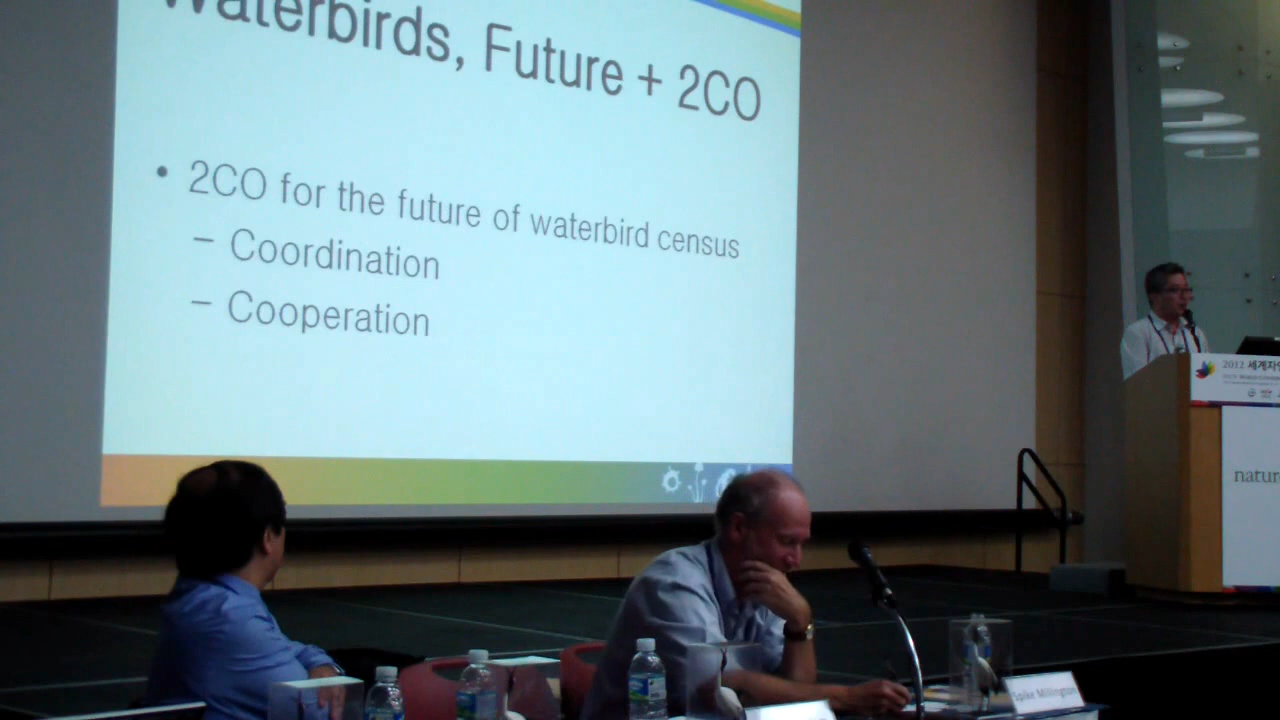 Waterbirds, Future + 2CO
• 2CO for the future of waterbird census
– Coordination
– Cooperation
2012 세계자연
natur
Spike Millington